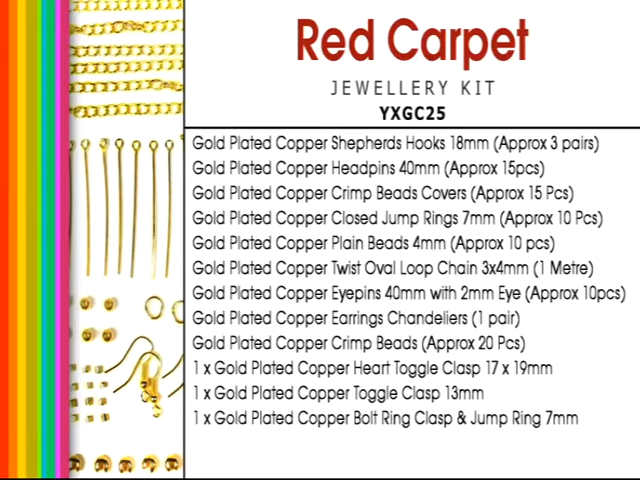 Red Carpet
JEWELLERY KIT
YXGC25
Gold Plated Copper Shepherds Hooks 18mm (Approx 3 pairs)
Gold Plated Copper Headpins 40mm (Approx 15pcs)
Gold Plated Copper Crimp Beads Covers (Approx 15 Pcs)
Gold Plated Copper Closed Jump Rings 7mm (Approx 10 Pcs)
Gold Plated Copper Plain Beads 4mm (Approx 10 pcs)
Gold Plated Copper Twist Oval Loop Chain 3x4mm (1 Metre)
Gold Plated Copper Eyepins 40mm with 2mm Eye (Approx 10pcs)
Gold Plated Copper Earrings Chandeliers (1 pair)
Gold Plated Copper Crimp Beads (Approx 20 Pcs)
1 x Gold Plated Copper Heart Toggle Clasp 17 x 19mm
1 x Gold Plated Copper Toggle Clasp 13mm
1 x Gold Plated Copper Bolt Ring Clasp & Jump Ring 7mm